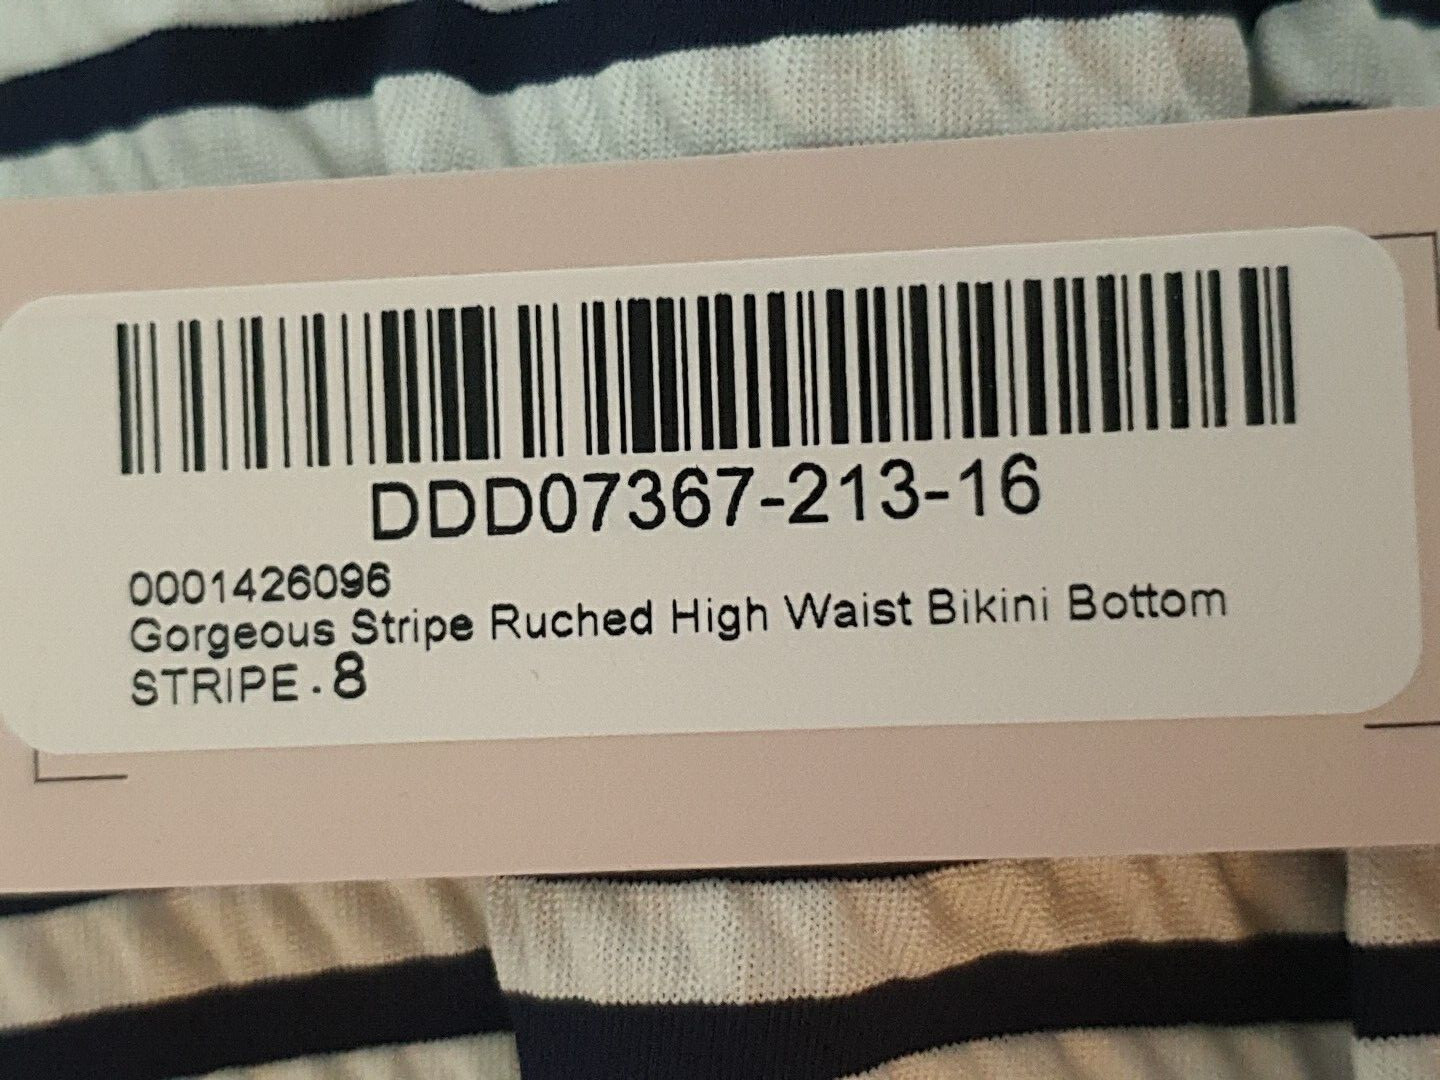 DDD07367-213-16
0001426096
Gorgeous Stripe Ruched High Waist Bikini Bottom
STRIPE . 8